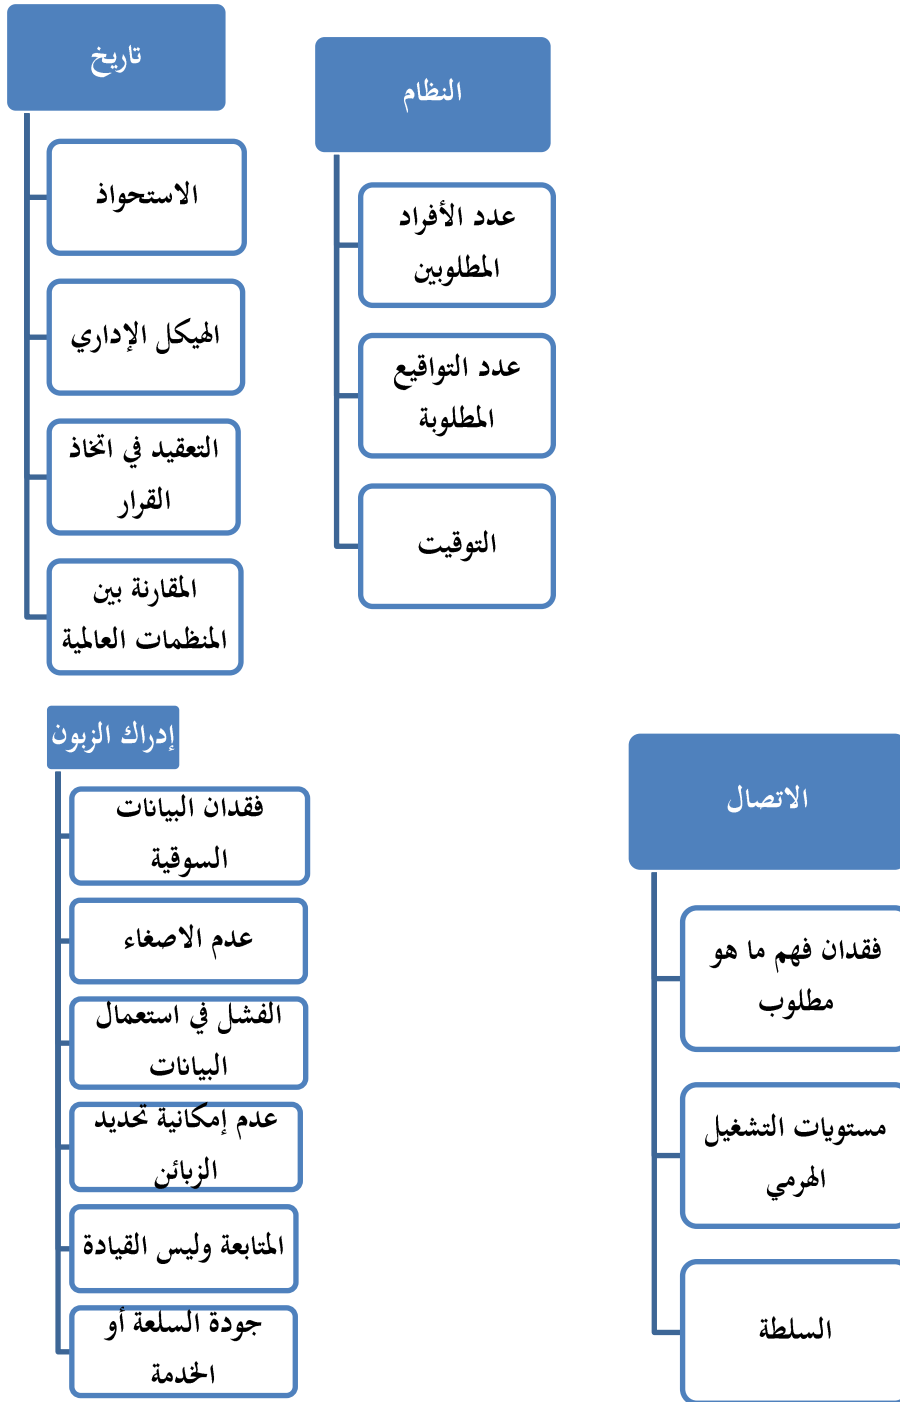 النظام
عدد الأفراد
المطلوبين
عدد التواقيع
المطلوبة
التوقيت
تاريخ
الاستحواذ
الهيكل الإداري
التعقيد في اتخاذ
القرار
المقارنة بين
المنظمات العالمية
الاتصال
فقدان فهم ما هو
مطلوب
مستويات التشغيل
الهرمي
السلطة
إدراك الزبون
فقدان البيانات
السوقية
عدم الاصغاء
الفشل في استعمال
البيانات
عدم إمكانية تحديد
الزبائن
المتابعة وليس القيادة
جودة السلعة أو
الخدمة